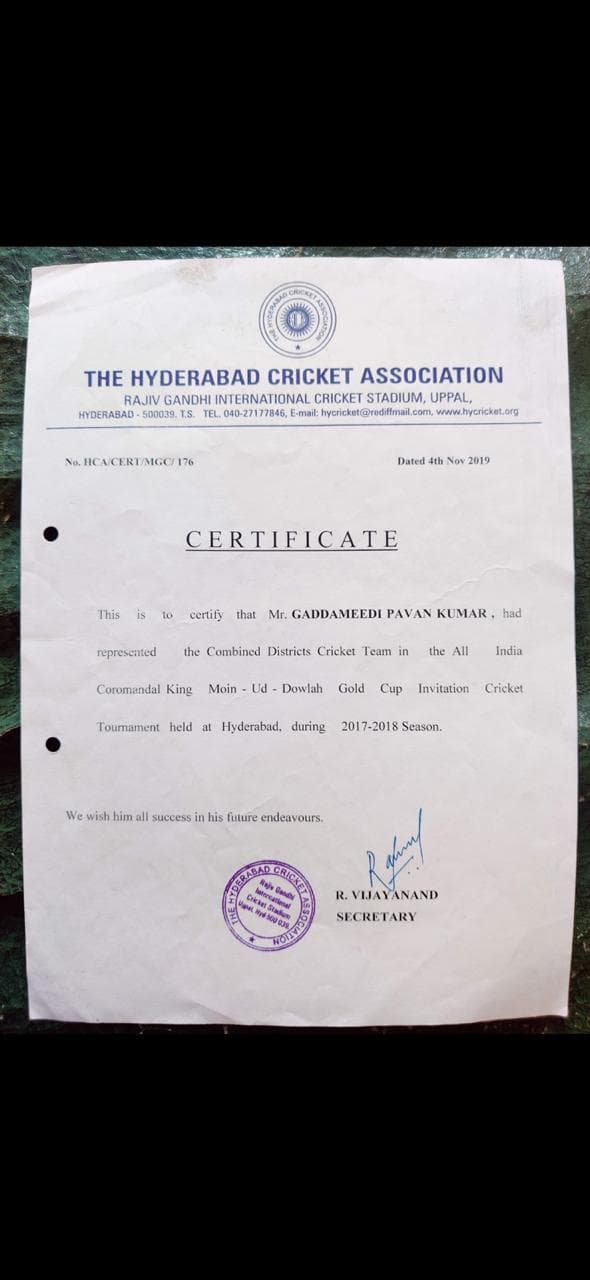 THE HYDERABAD CRICKET ASSOCIATION
THE HYDERABAD CRICKET ASSOCIATION
RAJIV GANDHI INTERNATIONAL CRICKET STADIUM, UPPAL,
HYDERABAD - 500039. T.S. TEL. 040-27177846, E-mail: hycricket@rediffmail.com, www.hycricket.org
No. HCA/CERT/MGC/ 176 Dated 4th Nov 2019
CERTIFICATE
This is to certify that Mr. GADDAMEEDI PAVAN KUMAR , had
represented the Combined Districts Cricket Team in the All India
Coromandal King Moin - Ud - Dowlah Gold Cup Invitation Cricket
Tournament held at Hyderabad, during 2017-2018 Season.
We wish him all success in his future endeavours.
THE HYDERABAD CRICKET ASSOCIATION
Rajiv Gandhi
International
Cricket Stadium
Uppal, Hyd-500 039.
R. VIJAYANAND
SECRETARY